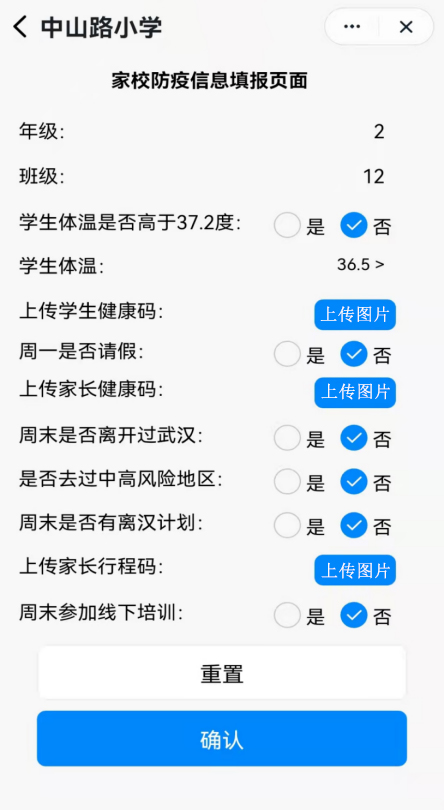 中山路小学
家校防疫信息填报页面
年级: 2
班级: 12
学生体温是否高于37.2度: 是 否
学生体温: 36.5 >
上传学生健康码: 上传图片
周一是否请假: 是 否
上传家长健康码: 上传图片
周末是否离开过武汉: 是 否
是否去过中高风险地区: 是 否
周末是否有离汉计划: 是 否
上传家长行程码: 上传图片
周末参加线下培训: 是 否
重置
确认